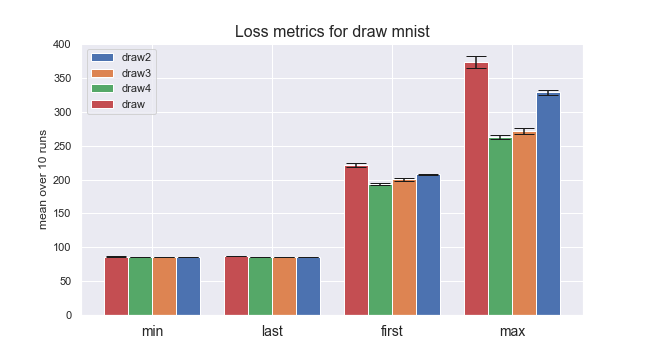 Loss metrics for draw mnist
400
350
300
250
200
150
100
50
0
mean over 10 runs
draw2
draw3
draw4
draw
min last first max